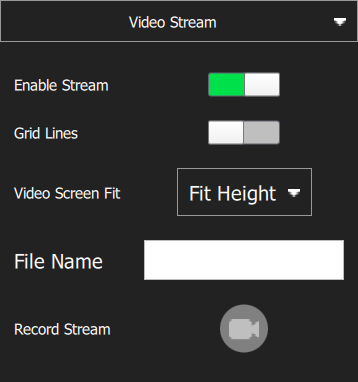 Video Stream
Enable Stream
Grid Lines
Video Screen Fit
Fit Height
File Name
Record Stream